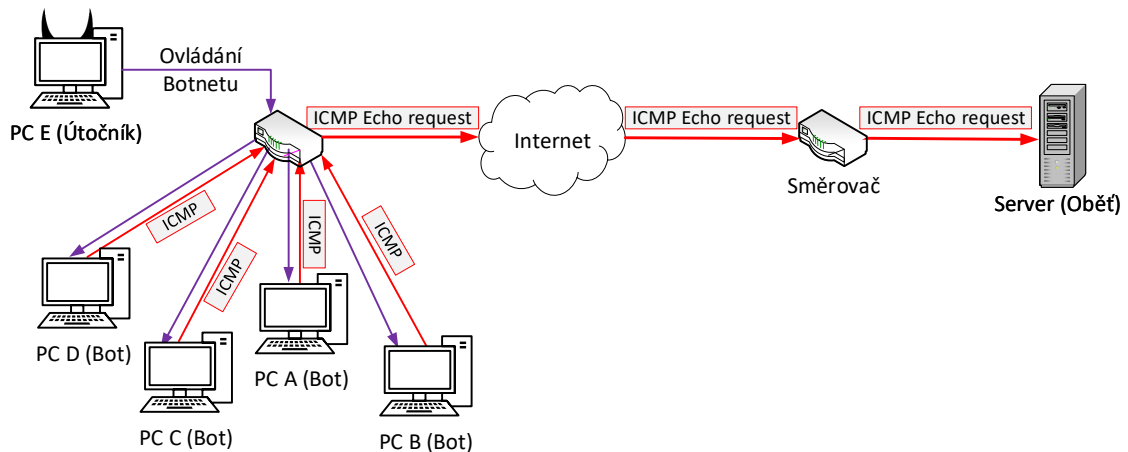 Ovládání
Botnetu
PC E (Útočník)
ICMP Echo request
Internet
ICMP Echo request
ICMP Echo request
Směrovač
Server (Oběť)
ICMP
ICMP
ICMP
ICMP
PC D (Bot)
PC A (Bot)
PC C (Bot)
PC B (Bot)